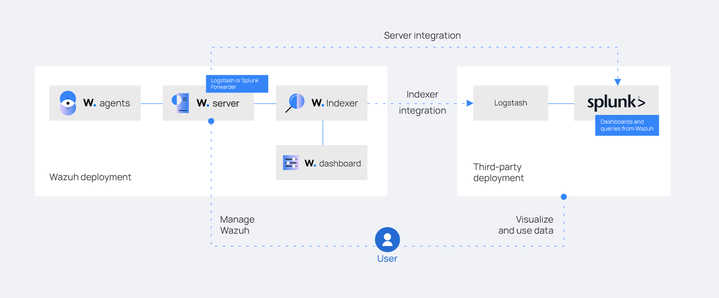 Server integration
Logstash or Splunk
Forwarder
W. agents
W. server
W. Indexer
Indexer
integration
Logstash
splunk>
Dashboards and
queries from Wazuh
W. dashboard
Wazuh deployment
Third-party
deployment
Manage
Wazuh
Visualize
and use data
User